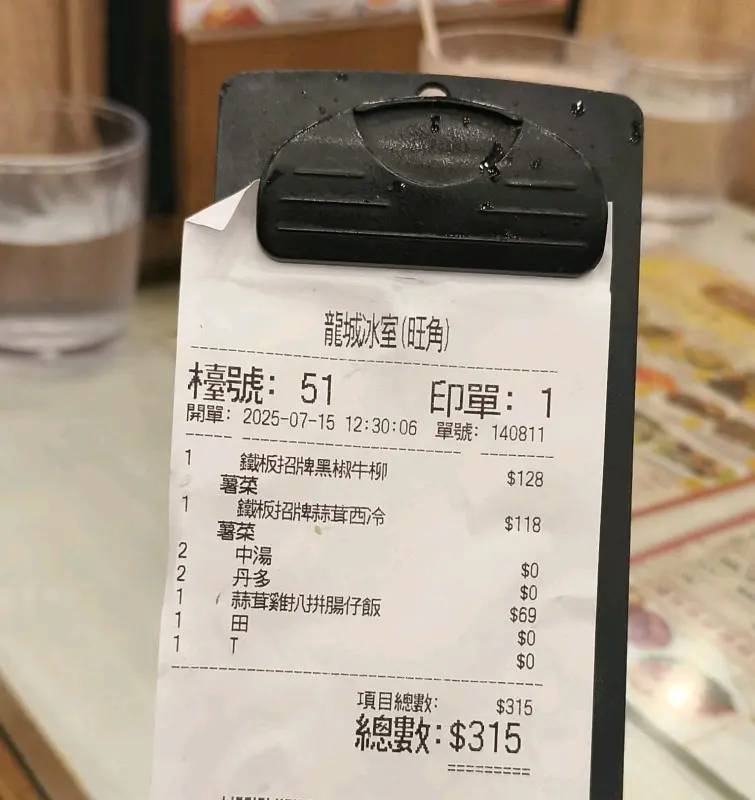 龍城冰室(旺角)
檯號: 51 印單: 1
開單: 2025-07-15 12:30:06 單號: 140811
1 鐵板招牌黑椒牛柳 $128
薯菜
1 鐵板招牌蒜茸西冷 $118
薯菜
2 中湯 $0
2 丹多 $0
1 蒜茸雞扒拼腸仔飯 $69
1 田 $0
1 T $0
項目總數: $315
總數: $315